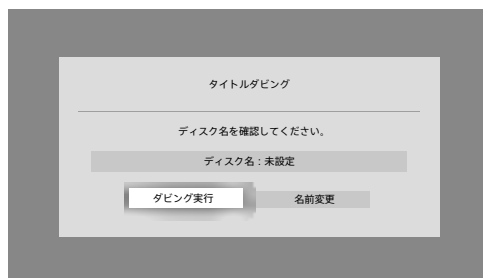 タイトルダビング
ディスク名を確認してください。
ディスク名：未設定
ダビング実行
名前変更